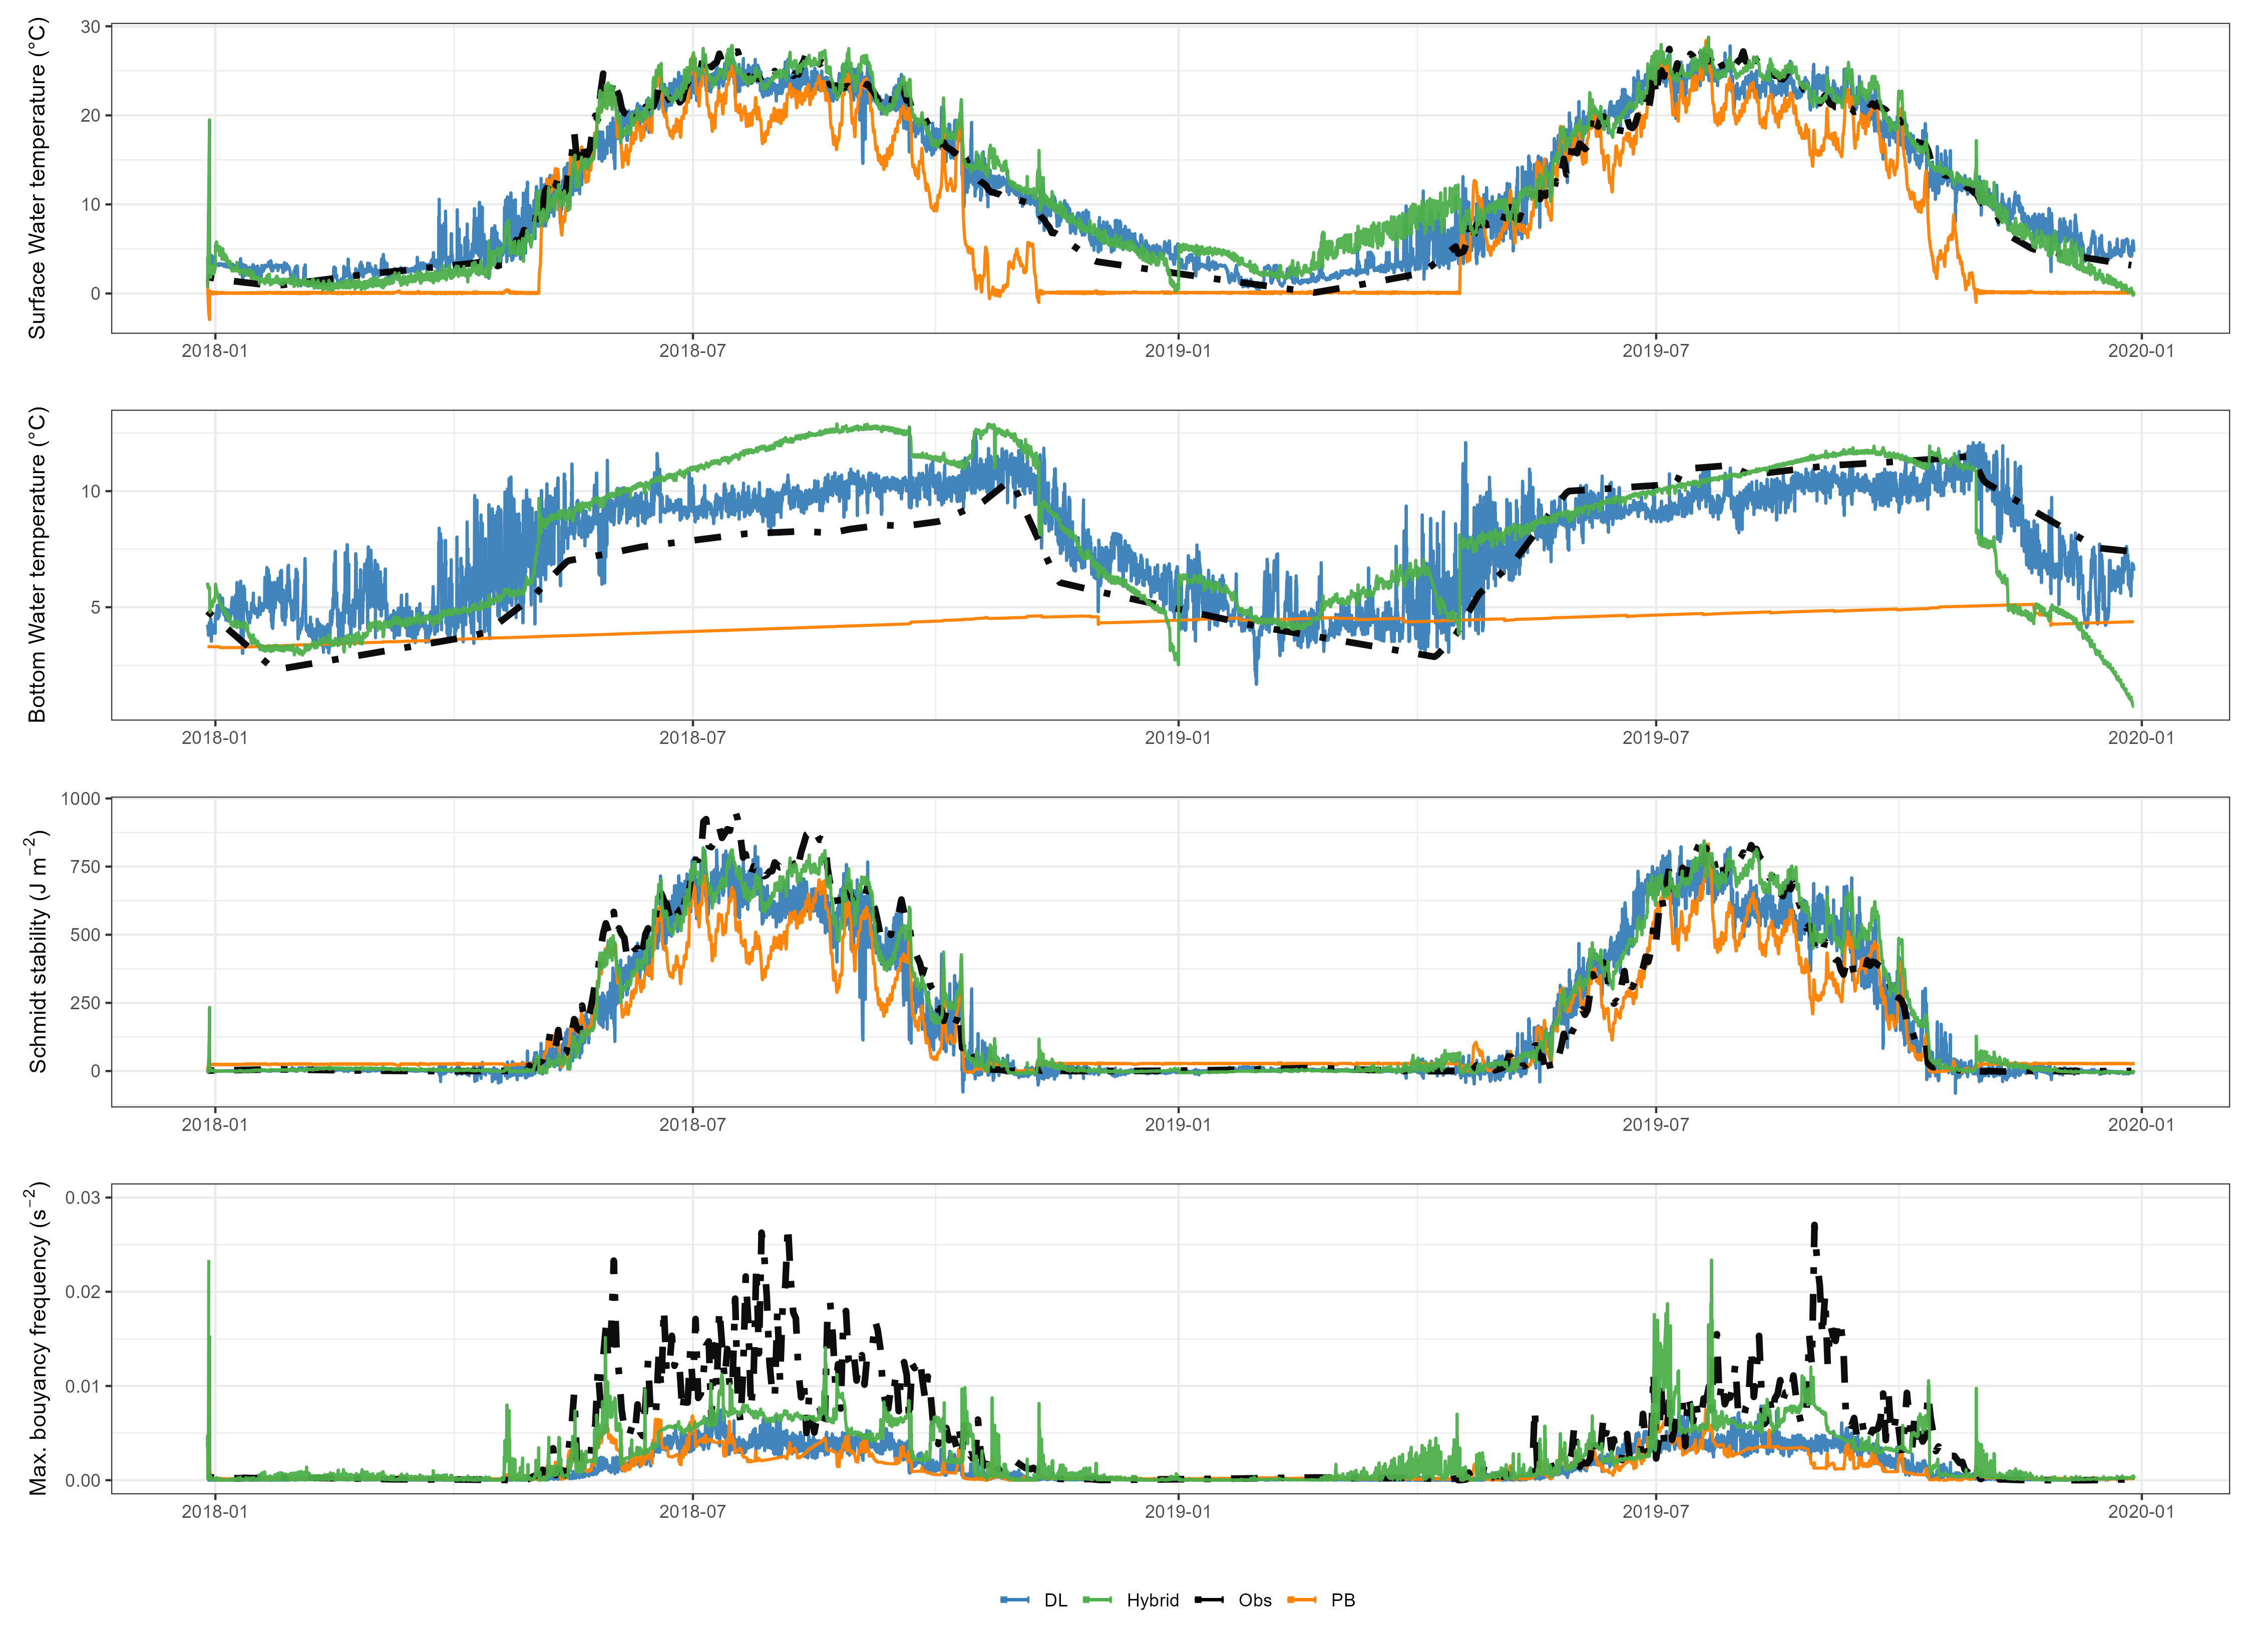 Surface Water temperature (°C)
30
20
10
0
2018-01 2018-07 2019-01 2019-07 2020-01
Bottom Water temperature (°C)
10
5
2018-01 2018-07 2019-01 2019-07 2020-01
Schmidt stability (J m⁻²)
1000
750
500
250
0
2018-01 2018-07 2019-01 2019-07 2020-01
Max. bouyancy frequency (s⁻²)
0.03
0.02
0.01
0.00
2018-01 2018-07 2019-01 2019-07 2020-01
DL Hybrid Obs PB